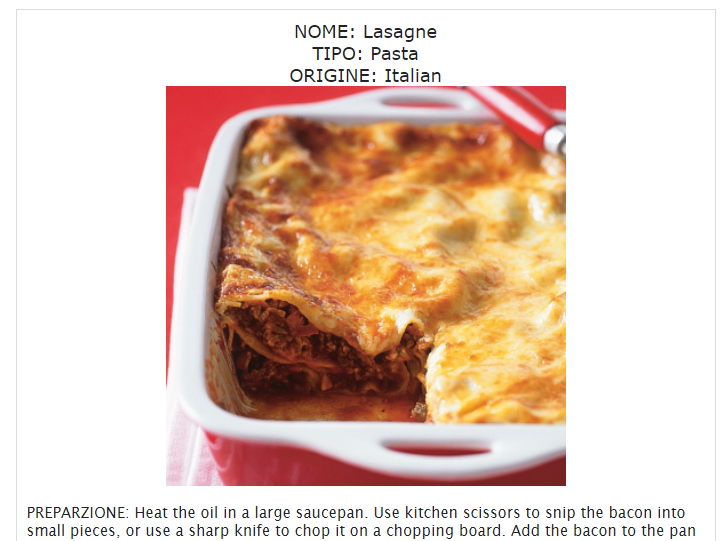 NOME: Lasagne
TIPO: Pasta
ORIGINE: Italian
PREPARZIONE: Heat the oil in a large saucepan. Use kitchen scissors to snip the bacon into
small pieces, or use a sharp knife to chop it on a chopping board. Add the bacon to the pan